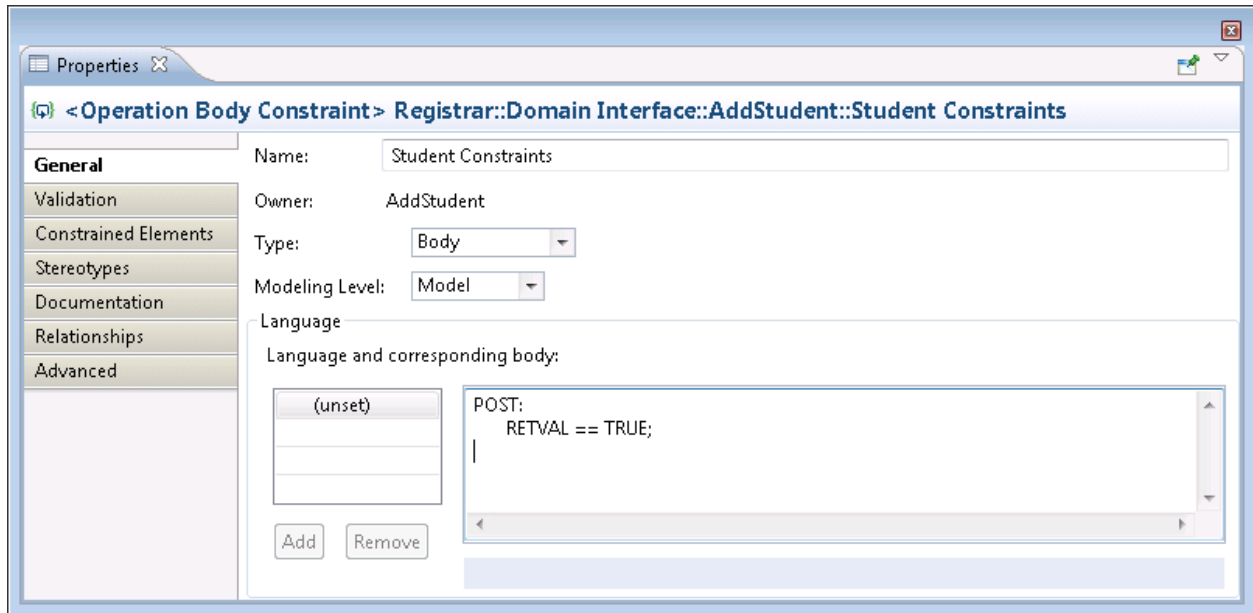 Properties
<Operation Body Constraint> Registrar::Domain Interface::AddStudent::Student Constraints
General
Validation
Constrained Elements
Stereotypes
Documentation
Relationships
Advanced
Name: Student Constraints
Owner: AddStudent
Type: Body
Modeling Level: Model
Language
Language and corresponding body:
(unset)
POST:
RETVAL == TRUE;
Add Remove